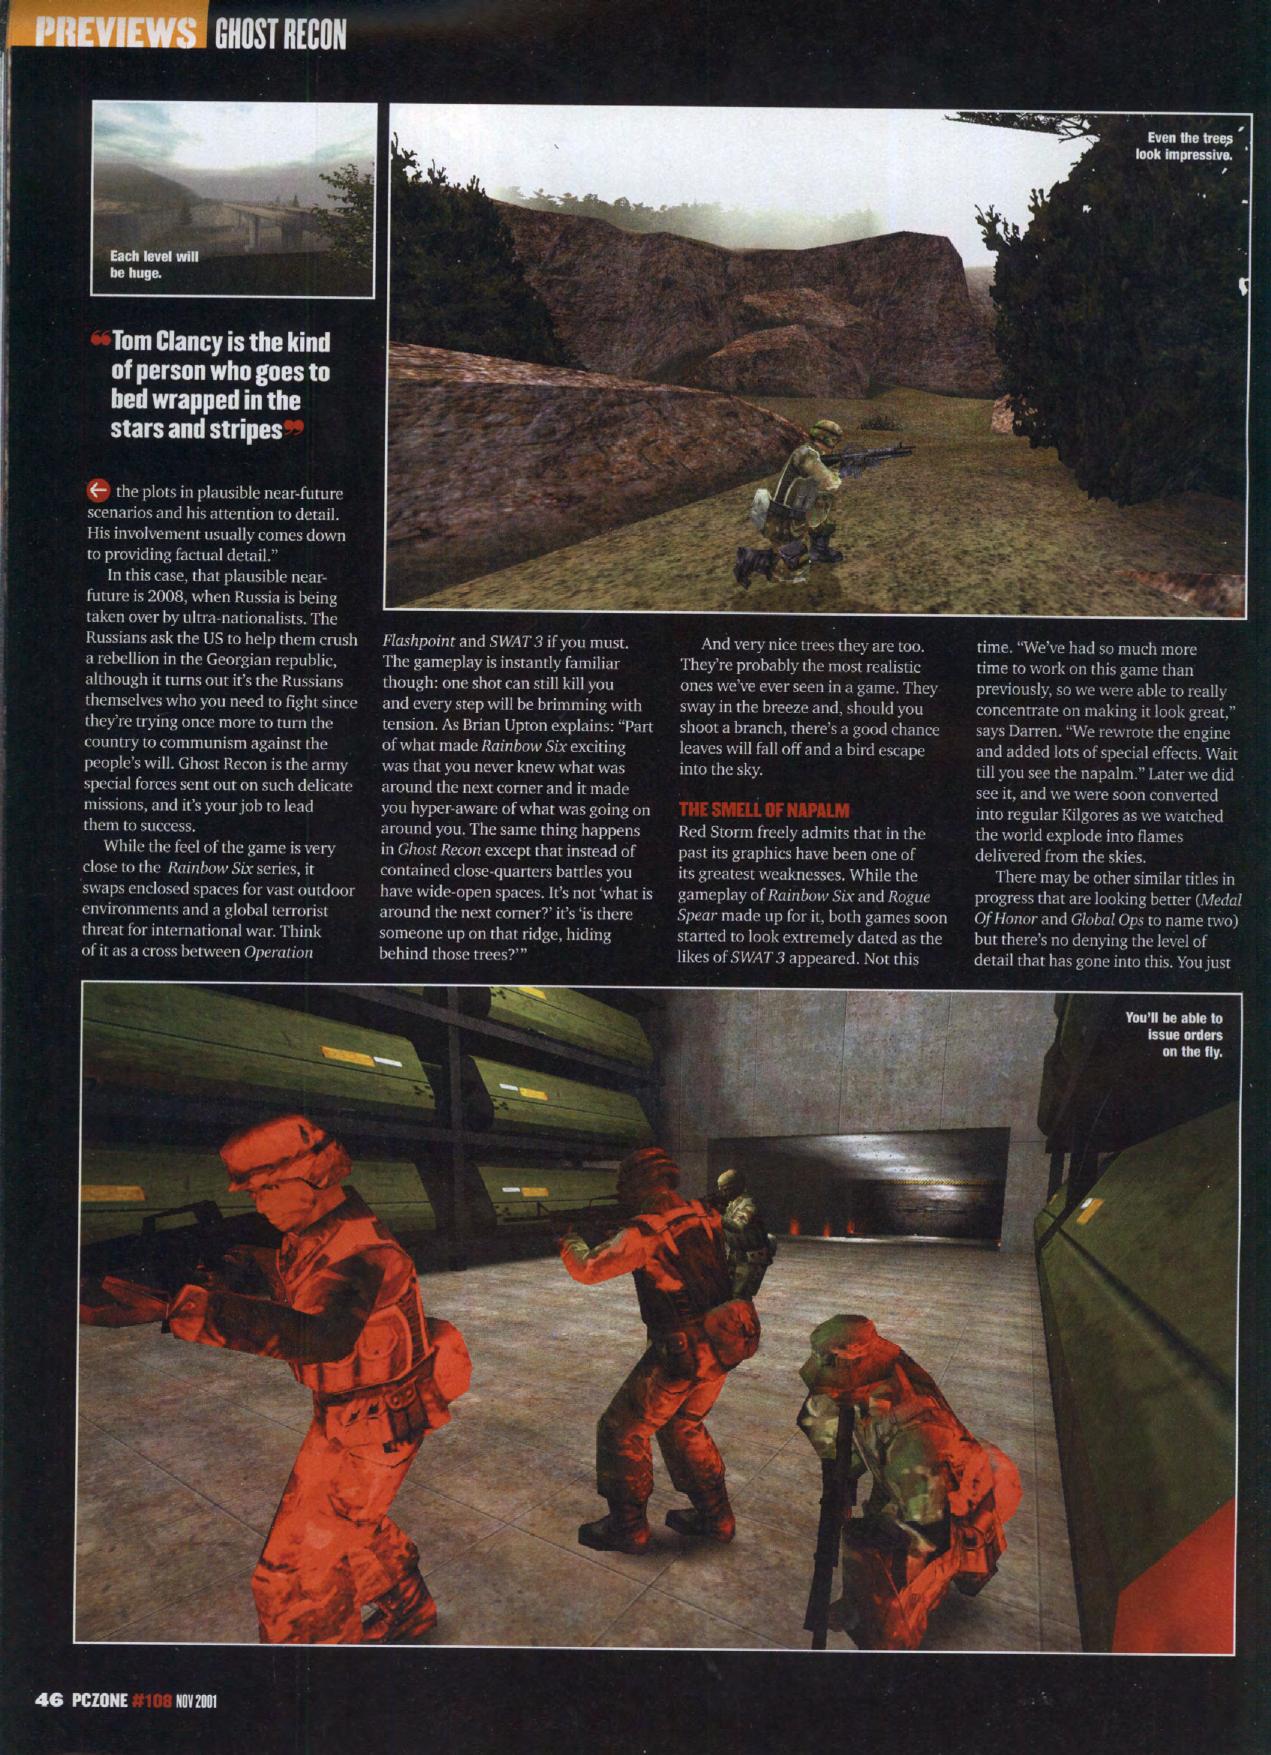 PREVIEWS GHOST RECON
Each level will
be huge.
Even the trees
look impressive.
“Tom Clancy is the kind
of person who goes to
bed wrapped in the
stars and stripes”
the plots in plausible near-future
scenarios and his attention to detail.
His involvement usually comes down
to providing factual detail.”
In this case, that plausible near-
future is 2008, when Russia is being
taken over by ultra-nationalists. The
Russians ask the US to help them crush
a rebellion in the Georgian republic,
although it turns out it's the Russians
themselves who you need to fight since
they're trying once more to turn the
country to communism against the
people's will. Ghost Recon is the army
special forces sent out on such delicate
missions, and it's your job to lead
them to success.
While the feel of the game is very
close to the Rainbow Six series, it
swaps enclosed spaces for vast outdoor
environments and a global terrorist
threat for international war. Think
of it as a cross between Operation
Flashpoint and SWAT 3 if you must.
The gameplay is instantly familiar
though: one shot can still kill you
and every step will be brimming with
tension. As Brian Upton explains: “Part
of what made Rainbow Six exciting
was that you never knew what was
around the next corner and it made
you hyper-aware of what was going on
around you. The same thing happens
in Ghost Recon except that instead of
contained close-quarters battles you
have wide-open spaces. It's not ‘what is
around the next corner?’ it's ‘is there
someone up on that ridge, hiding
behind those trees?’”
And very nice trees they are too.
They're probably the most realistic
ones we've ever seen in a game. They
sway in the breeze and, should you
shoot a branch, there's a good chance
leaves will fall off and a bird escape
into the sky.
THE SMELL OF NAPALM
Red Storm freely admits that in the
past its graphics have been one of
its greatest weaknesses. While the
gameplay of Rainbow Six and Rogue
Spear made up for it, both games soon
started to look extremely dated as the
likes of SWAT 3 appeared. Not this
time. “We've had so much more
time to work on this game than
previously, so we were able to really
concentrate on making it look great,”
says Darren. “We rewrote the engine
and added lots of special effects. Wait
till you see the napalm.” Later we did
see it, and we were soon converted
into regular Kilgores as we watched
the world explode into flames
delivered from the skies.
There may be other similar titles in
progress that are looking better (Medal
Of Honor and Global Ops to name two)
but there's no denying the level of
detail that has gone into this. You just
You'll be able to
issue orders
on the fly.
46 PCZONE #108 NOV 2001